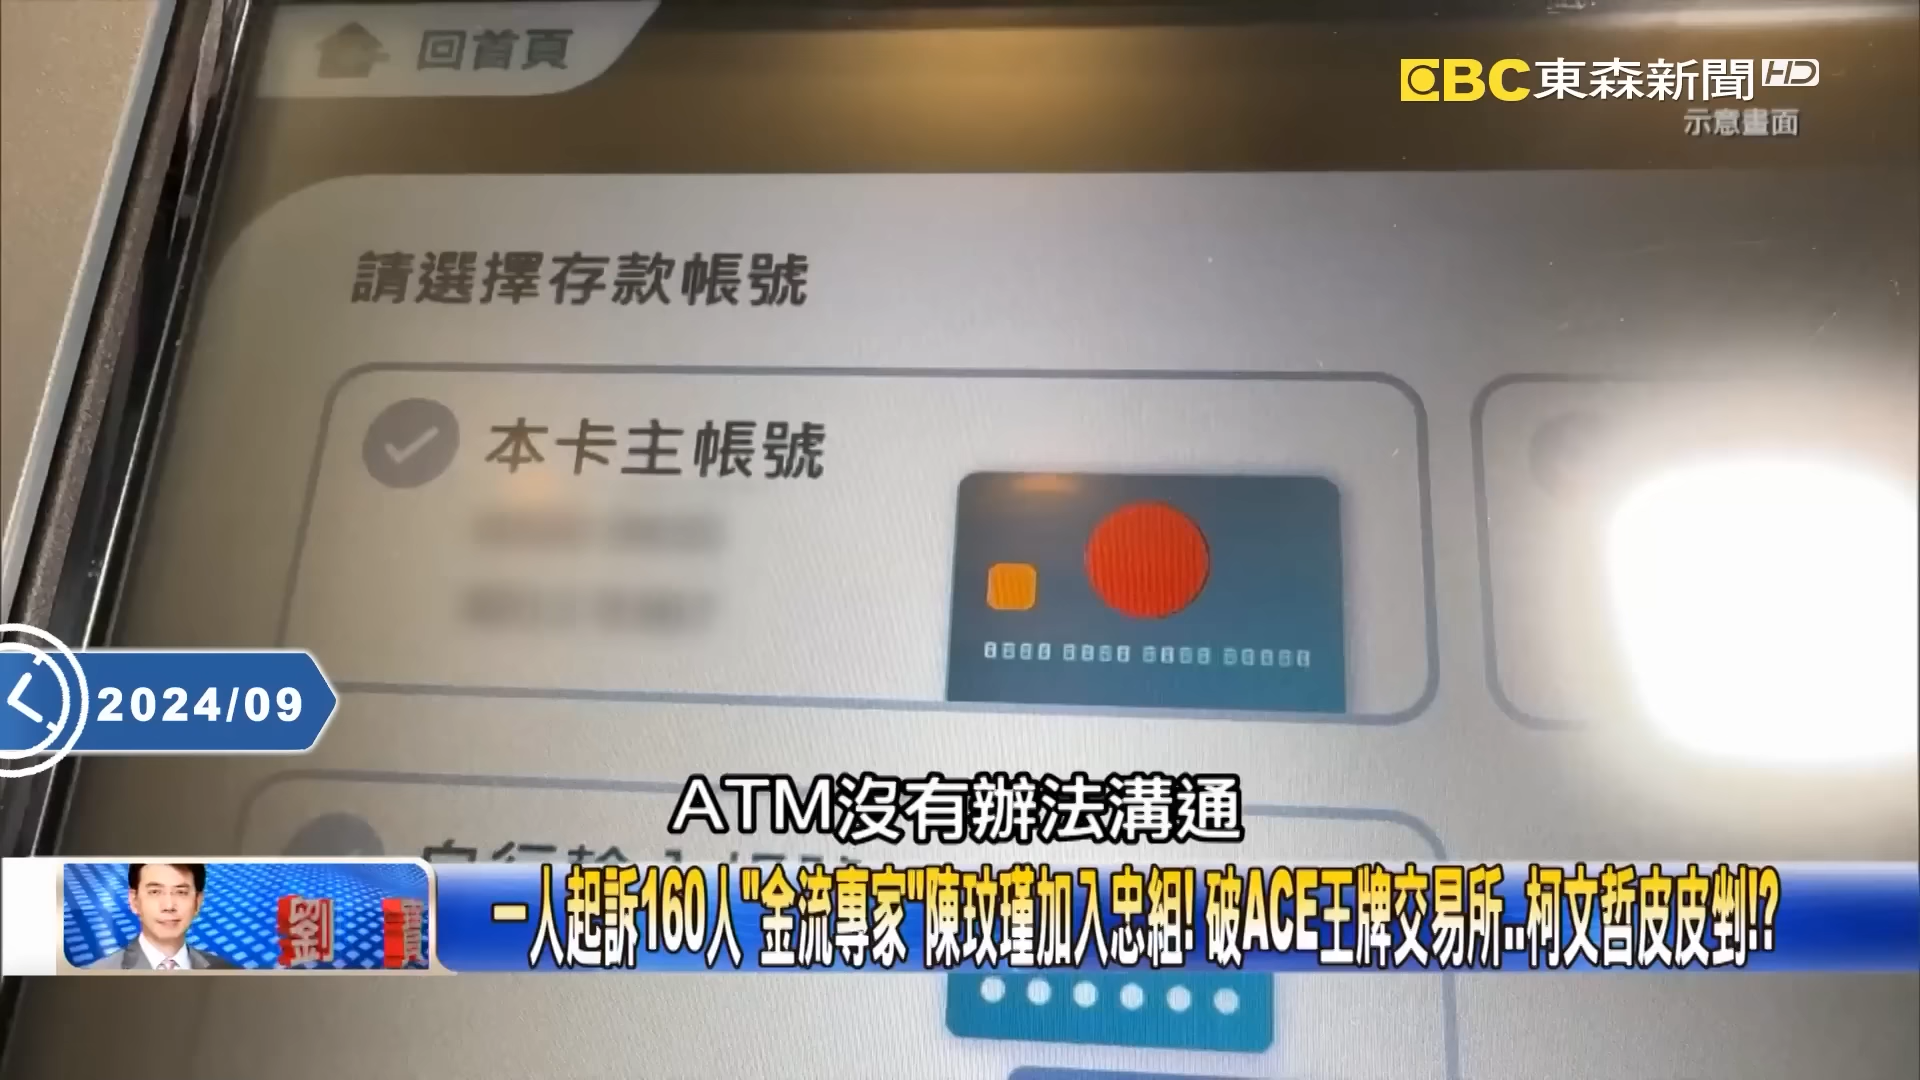 回首頁
EBC東森新聞HD
示意畫面
請選擇存款帳號
本卡主帳號
2024/09
ATM沒有辦法溝通
劉寶
一人起訴160人"金流專家"陳玟瑾加入忠組!破ACE王牌交易所..柯文哲皮皮剉!?